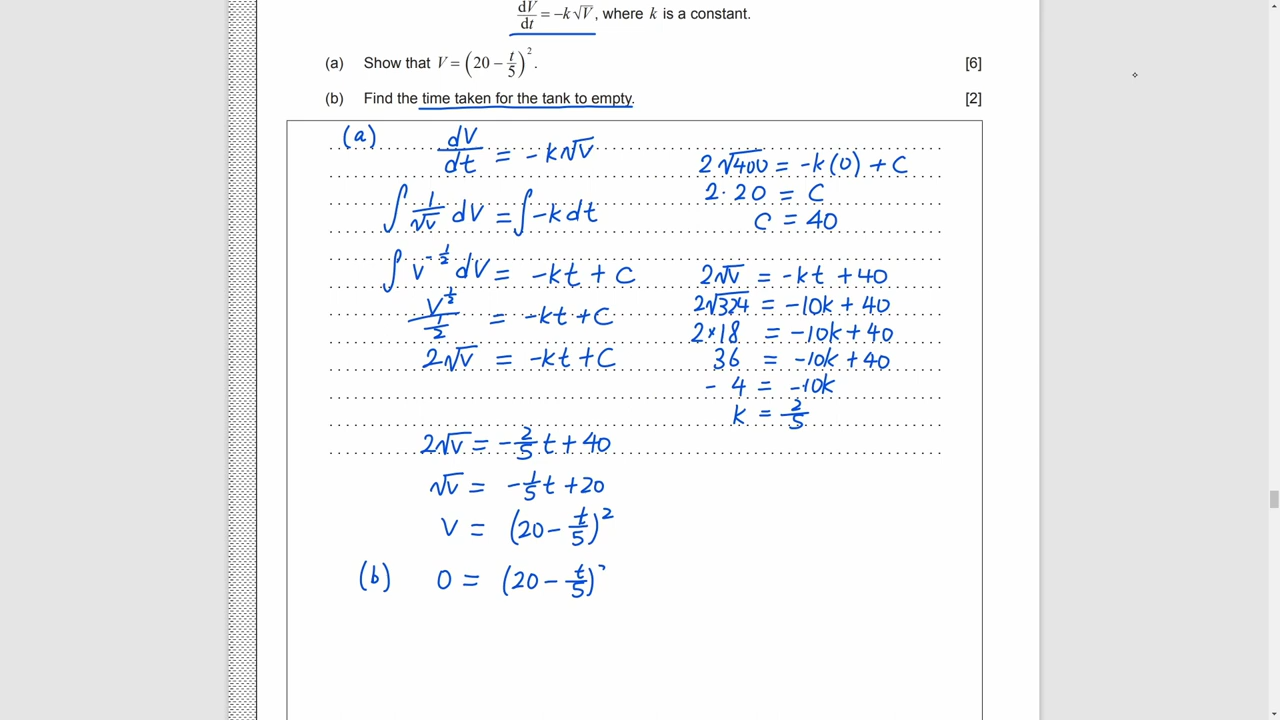 dV/dt = −k√V, where k is a constant.
(a) Show that V = (20 − t/5)². [6]
(b) Find the time taken for the tank to empty. [2]
(a) dV/dt = −k√V
∫ 1/√V dV = ∫ −k dt
∫ V^(−1/2) dV = −kt + C
V^(1/2) / (1/2) = −kt + C
2√V = −kt + C
2√400 = −k(0) + C
2·20 = C
C = 40
2√V = −kt + 40
2√324 = −10k + 40
2×18 = −10k + 40
36 = −10k + 40
−4 = −10k
k = 2/5
2√V = −2/5 t + 40
√V = −1/5 t + 20
V = (20 − t/5)²
(b) 0 = (20 − t/5)